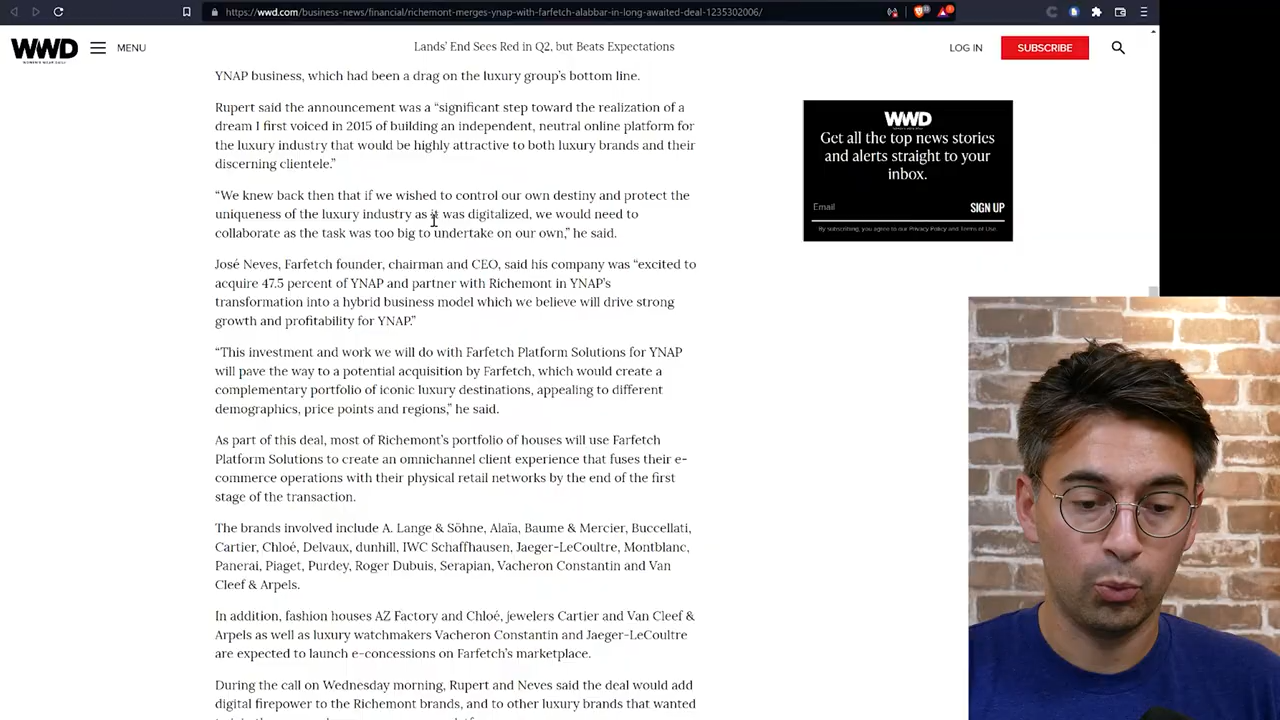 https://wwd.com/business-news/financial/richemont-merges-ynap-with-farfetch-alabbar-in-long-awaited-deal-1235302006/
WWD
WOMEN'S WEAR DAILY
MENU
Lands' End Sees Red in Q2, but Beats Expectations
LOG IN
SUBSCRIBE
YNAP business, which had been a drag on the luxury group's bottom line.
Rupert said the announcement was a “significant step toward the realization of a
dream I first voiced in 2015 of building an independent, neutral online platform for
the luxury industry that would be highly attractive to both luxury brands and their
discerning clientele.”
“We knew back then that if we wished to control our own destiny and protect the
uniqueness of the luxury industry as it was digitalized, we would need to
collaborate as the task was too big to undertake on our own,” he said.
José Neves, Farfetch founder, chairman and CEO, said his company was “excited to
acquire 47.5 percent of YNAP and partner with Richemont in YNAP's
transformation into a hybrid business model which we believe will drive strong
growth and profitability for YNAP.”
“This investment and work we will do with Farfetch Platform Solutions for YNAP
will pave the way to a potential acquisition by Farfetch, which would create a
complementary portfolio of iconic luxury destinations, appealing to different
demographics, price points and regions,” he said.
As part of this deal, most of Richemont's portfolio of houses will use Farfetch
Platform Solutions to create an omnichannel client experience that fuses their e-
commerce operations with their physical retail networks by the end of the first
stage of the transaction.
The brands involved include A. Lange & Söhne, Alaïa, Baume & Mercier, Buccellati,
Cartier, Chloé, Delvaux, dunhill, IWC Schaffhausen, Jaeger-LeCoultre, Montblanc,
Panerai, Piaget, Purdey, Roger Dubuis, Serapian, Vacheron Constantin and Van
Cleef & Arpels.
In addition, fashion houses AZ Factory and Chloé, jewelers Cartier and Van Cleef &
Arpels as well as luxury watchmakers Vacheron Constantin and Jaeger-LeCoultre
are expected to launch e-concessions on Farfetch's marketplace.
During the call on Wednesday morning, Rupert and Neves said the deal would add
digital firepower to the Richemont brands, and to other luxury brands that wanted
WWD
Get all the top news stories
and alerts straight to your
inbox.
Email
SIGN UP
By subscribing, you agree to our Privacy Policy and Terms of Use.